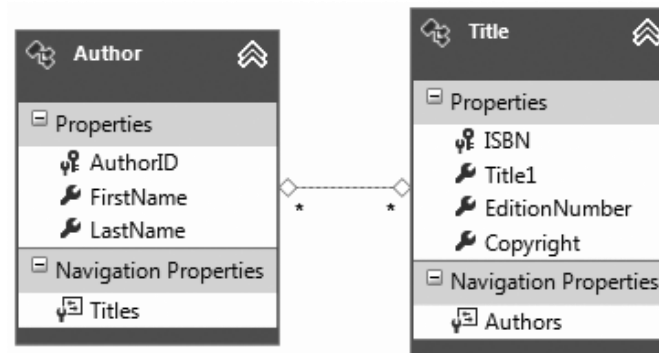 Author
Properties
AuthorID
FirstName
LastName
Navigation Properties
Titles
*
*
Title
Properties
ISBN
Title1
EditionNumber
Copyright
Navigation Properties
Authors